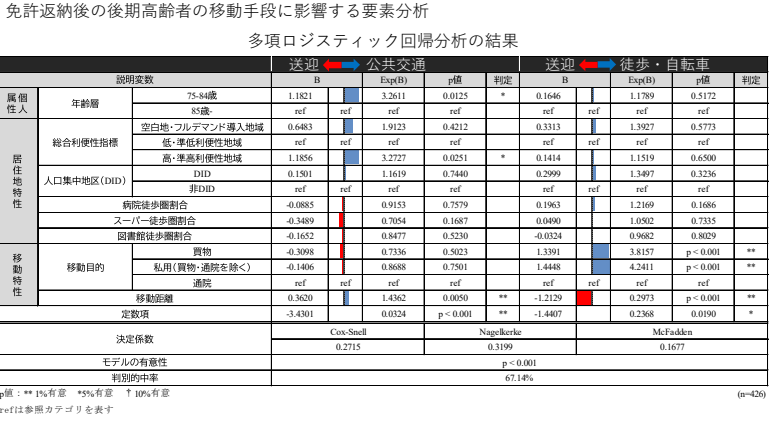 免許返納後の後期高齢者の移動手段に影響する要素分析
多項ロジスティック回帰分析の結果
送迎 公共交通 送迎 徒歩・自転車
説明変数 B Exp(B) p値 判定 B Exp(B) p値 判定
個人属性 年齢層 75-84歳 1.1821 3.2611 0.0125 * 0.1646 1.1789 0.5172
85歳- ref ref ref ref ref ref ref ref
居住地特性 総合利便性指標 空白地・フルデマンド導入地域 0.6483 1.9123 0.4212 0.3313 1.3927 0.5773
低・準低利便性地域 ref ref ref ref ref ref ref ref
高・準高利便性地域 1.1856 3.2727 0.0251 * 0.1414 1.1519 0.6500
人口集中地区(DID) DID 0.1501 1.1619 0.7440 0.2999 1.3497 0.3236
非DID ref ref ref ref ref ref ref ref
病院徒歩圏割合 -0.0885 0.9153 0.7579 0.1963 1.2169 0.1686
スーパー徒歩圏割合 -0.3489 0.7054 0.1687 0.0490 1.0502 0.7335
図書館徒歩圏割合 -0.1652 0.8477 0.5230 -0.0324 0.9682 0.8029
移動特性 移動目的 買物 -0.3098 0.7336 0.5023 1.3391 3.8157 p < 0.001 **
私用(買物・通院を除く) -0.1406 0.8688 0.7501 1.4448 4.2411 p < 0.001 **
通院 ref ref ref ref ref ref ref ref
移動距離 0.3620 1.4362 0.0050 ** -1.2129 0.2973 p < 0.001 **
定数項 -3.4301 0.0324 p < 0.001 ** -1.4407 0.2368 0.0190 *
決定係数 Cox-Snell Nagelkerke McFadden
0.2715 0.3199 0.1677
モデルの有意性 p < 0.001
判別的中率 67.14%
p値：** 1%有意 *5%有意 † 10%有意 (n=426)
refは参照カテゴリを表す